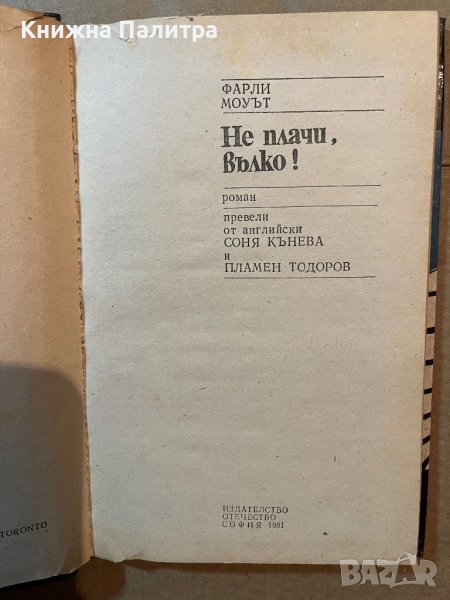 Книжна Палитра
ФАРЛИ
МОУЪТ
Не плачи,
вълко!
роман
превели
от английски
СОНЯ КЪНЕВА
и
ПЛАМЕН ТОДОРОВ
ИЗДАТЕЛСТВО
ОТЕЧЕСТВО
СОФИЯ 1981
TORONTO
BAZAR